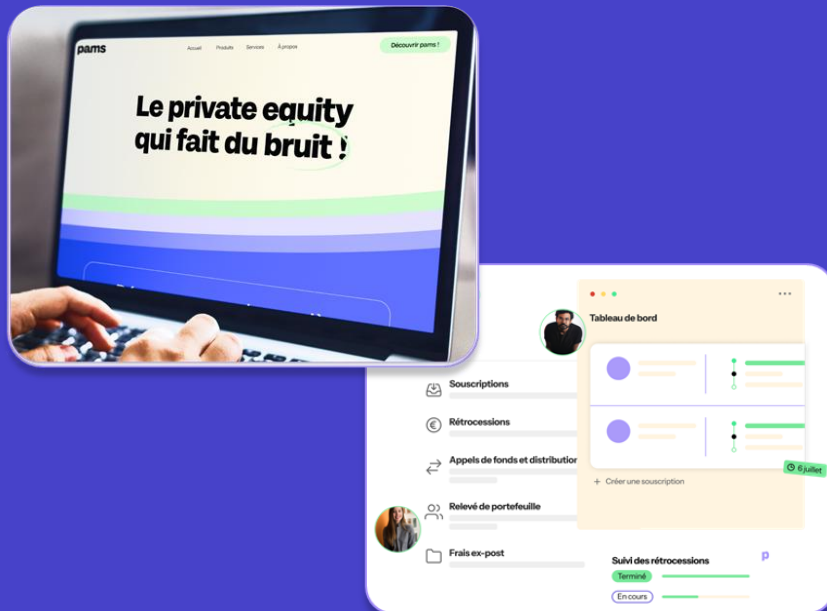 pams
Accueil Produits Services À propos
Découvrir pams !
Le private equity
qui fait du bruit !
Tableau de bord
Souscriptions
Rétrocessions
Appels de fonds et distribution
Relevé de portefeuille
Frais ex-post
6 juillet
+ Créer une souscription
Suivi des rétrocessions
p
Terminé
En cours